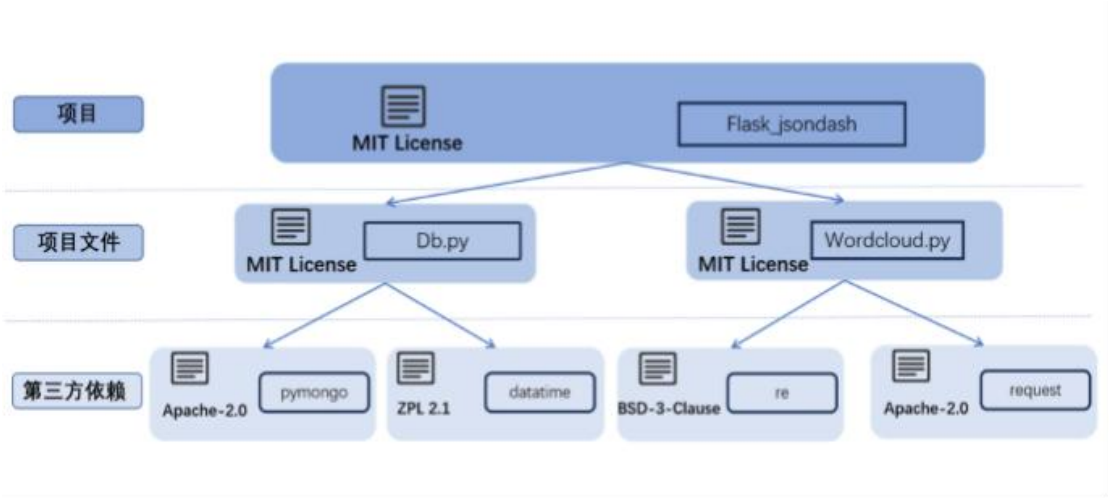 项目
MIT License
Flask_jsondash
项目文件
MIT License
Db.py
MIT License
Wordcloud.py
第三方依赖
Apache-2.0
pymongo
ZPL 2.1
datatime
BSD-3-Clause
re
Apache-2.0
request